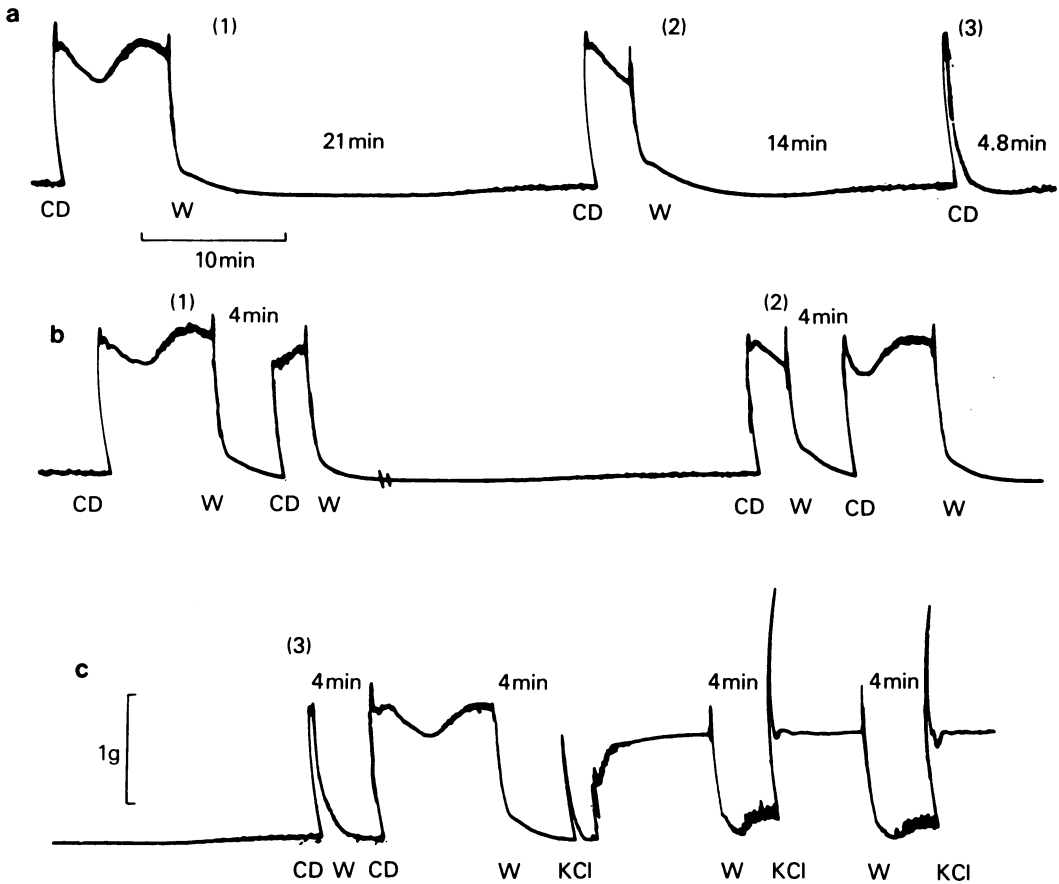 a
(1) (2) (3)
21min 14min 4.8min
CD W CD W CD
10min
b
(1) (2)
4min 4min
CD W CD W CD W CD W
c
(3)
4min 4min 4min 4min
1g
CD W CD W KCl W KCl W KCl